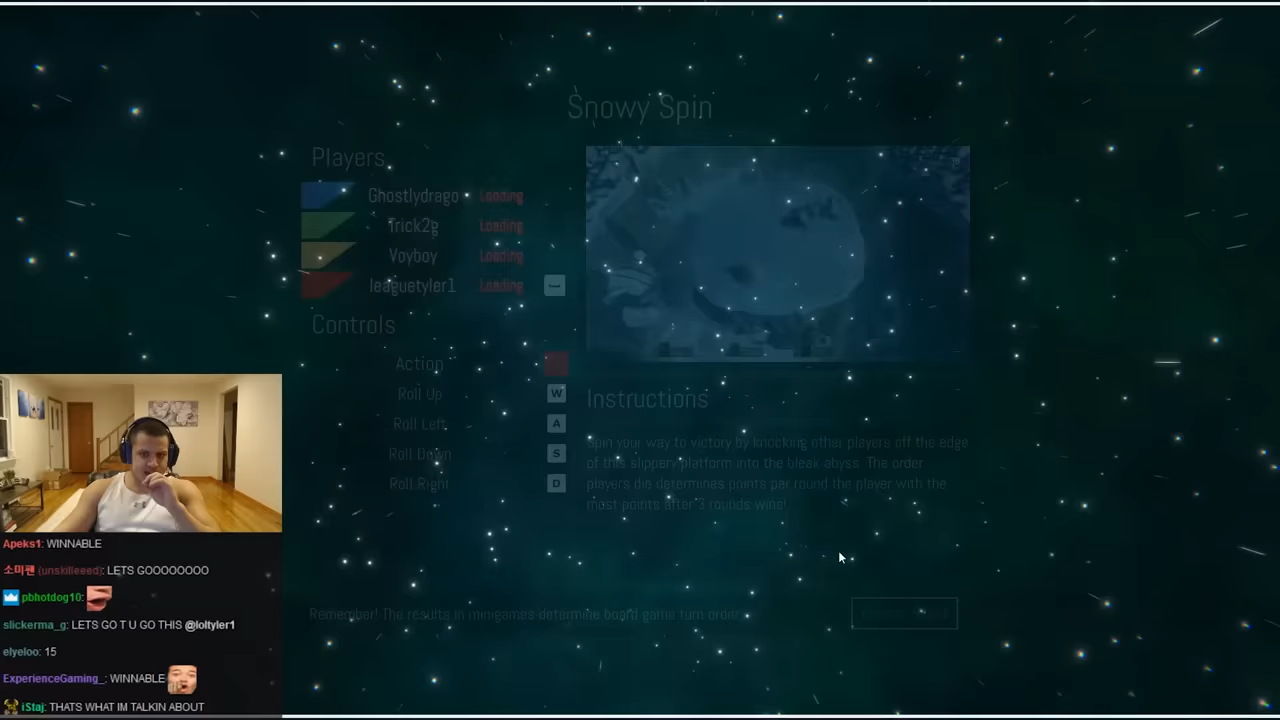 Snowy Spin
Players
Ghostlydrago Loading
Trick2g Loading
Voyboy Loading
leaguetyler1 Loading
Controls
Action
Roll Up W
Roll Left A
Roll Down S
Roll Right D
Instructions
Spin your way to victory by knocking other players off the edge
of this slippery platform into the bleak abyss. The order
players die determines points per round the player with the
most points after 3 rounds wins!
Remember! The results in minigames determine board game turn order.
Apeks1: WINNABLE
소미팬 (unskilleeed): LETS GOOOOOOOO
pbhotdog10:
slickerma_g: LETS GO T U GO THIS @loltyler1
elyeloo: 15
ExperienceGaming_: WINNABLE
iStaj: THATS WHAT IM TALKIN ABOUT